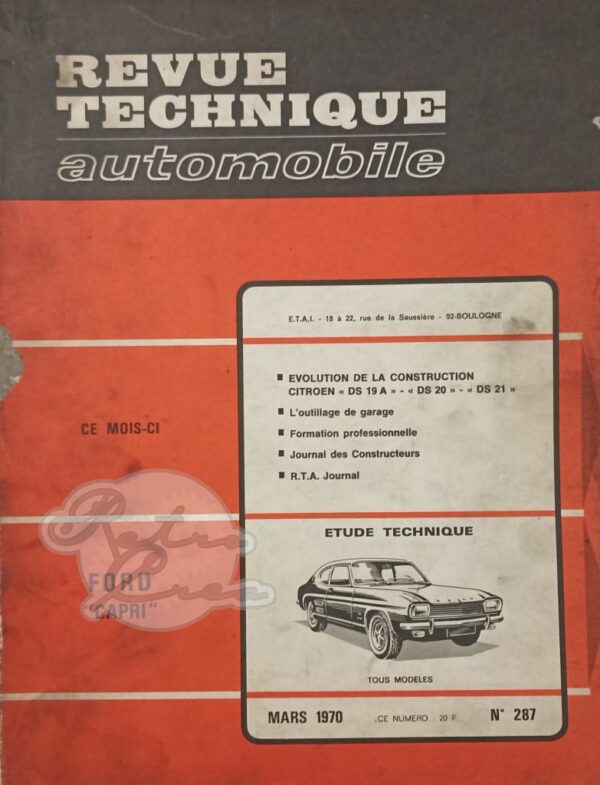 REVUE
TECHNIQUE
automobile
E.T.A.I. - 18 à 22, rue de la Saussière - 92-BOULOGNE
■ EVOLUTION DE LA CONSTRUCTION
CITROEN « DS 19 A » - « DS 20 » - « DS 21 »
■ L'outillage de garage
■ Formation professionnelle
■ Journal des Constructeurs
■ R.T.A. Journal
CE MOIS-CI
Retro
Crea
FORD
"CAPRI"
ETUDE TECHNIQUE
TOUS MODELES
MARS 1970 CE NUMERO : 20 F N° 287